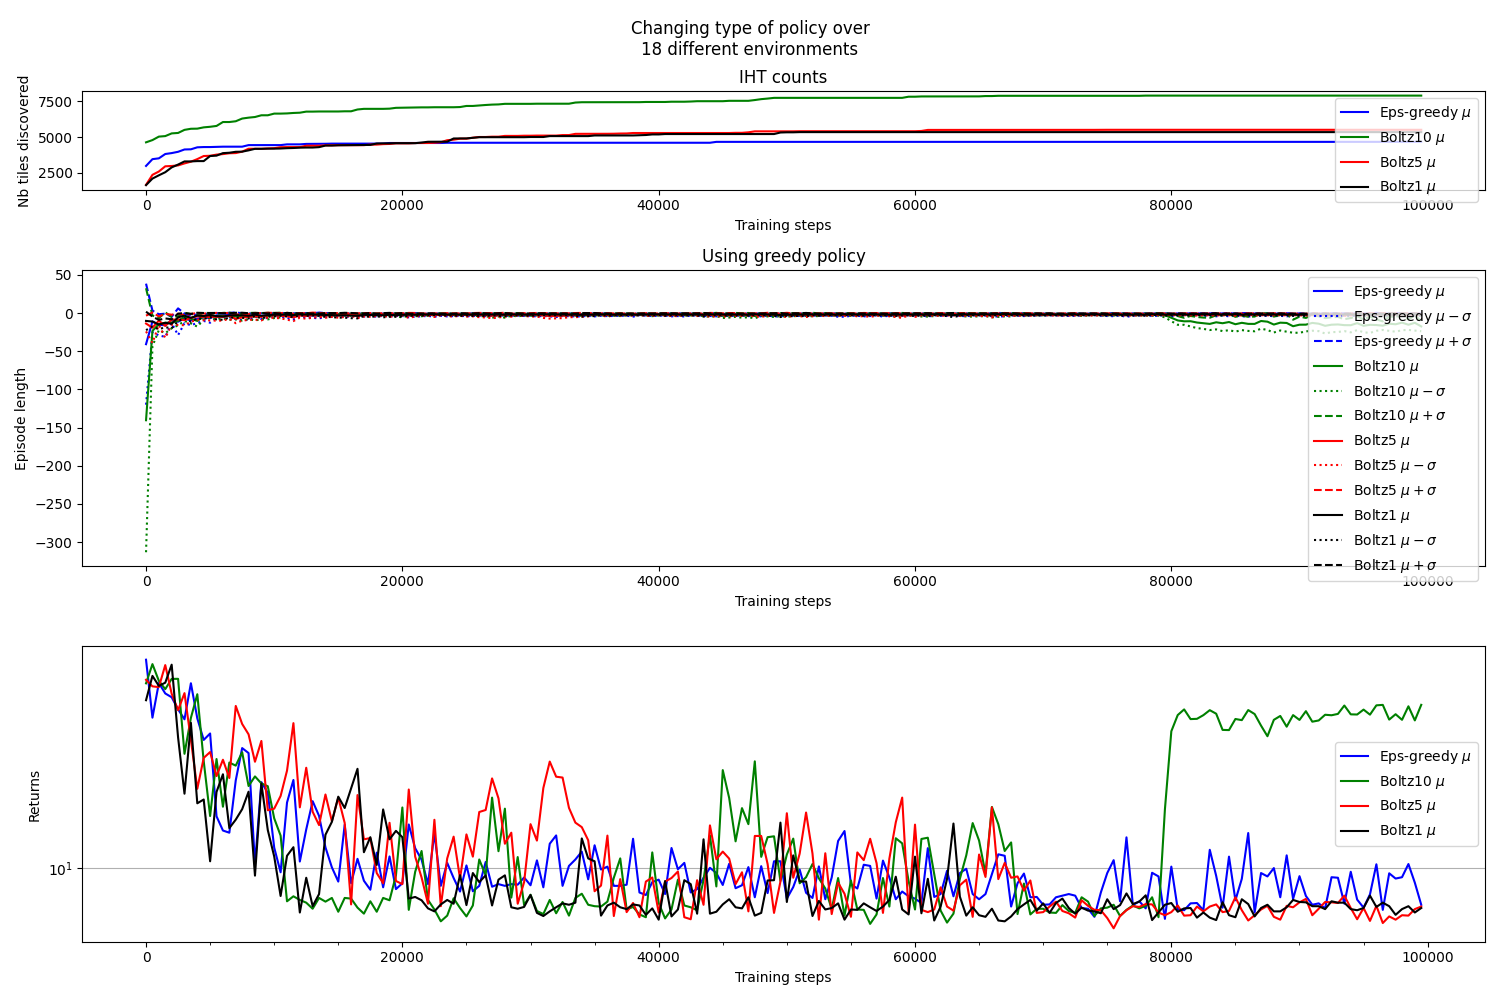 Changing type of policy over
18 different environments
IHT counts
Nb tiles discovered
7500
5000
2500
0
20000
40000
60000
80000
100000
Training steps
Eps-greedy μ
Boltz10 μ
Boltz5 μ
Boltz1 μ
Using greedy policy
Episode length
50
0
−50
−100
−150
−200
−250
−300
0
20000
40000
60000
80000
100000
Training steps
Eps-greedy μ
Eps-greedy μ − σ
Eps-greedy μ + σ
Boltz10 μ
Boltz10 μ − σ
Boltz10 μ + σ
Boltz5 μ
Boltz5 μ − σ
Boltz5 μ + σ
Boltz1 μ
Boltz1 μ − σ
Boltz1 μ + σ
Returns
10¹
0
20000
40000
60000
80000
100000
Training steps
Eps-greedy μ
Boltz10 μ
Boltz5 μ
Boltz1 μ